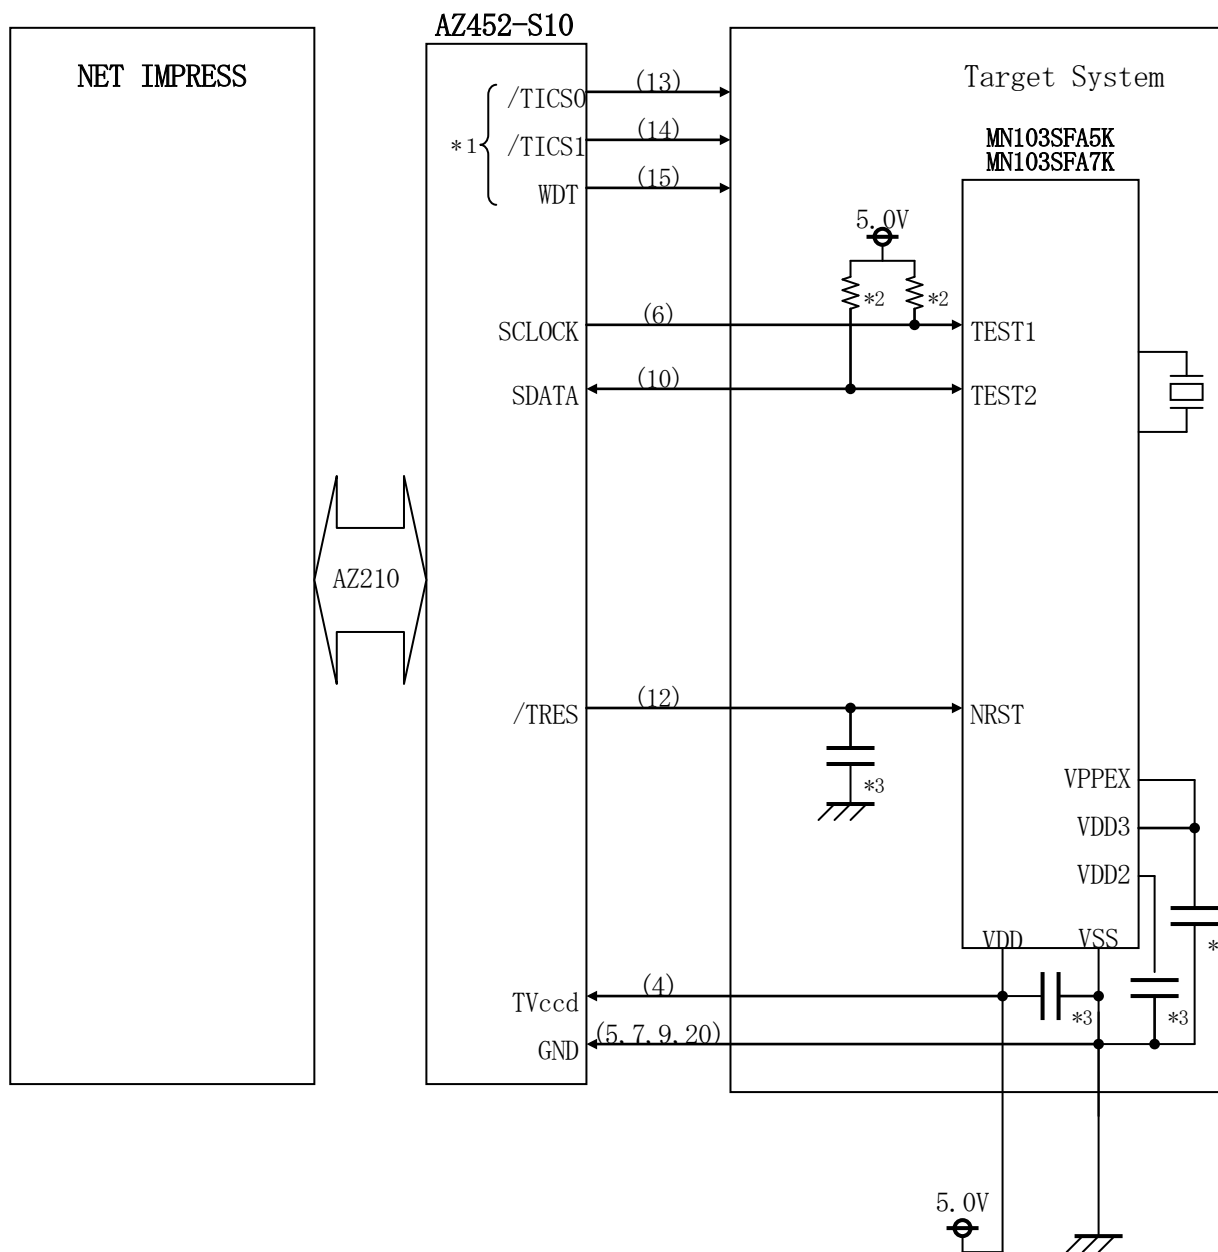 AZ452-S10
NET IMPRESS
Target System
/TICS0
(13)
*1
/TICS1
(14)
WDT
(15)
MN103SFA5K
MN103SFA7K
5.0V
*2
*2
SCLOCK
(6)
TEST1
SDATA
(10)
TEST2
AZ210
/TRES
(12)
NRST
*3
VPPEX
VDD3
VDD2
*
VDD
VSS
TVccd
(4)
*3
*3
GND
(5,7,9,20)
5.0V